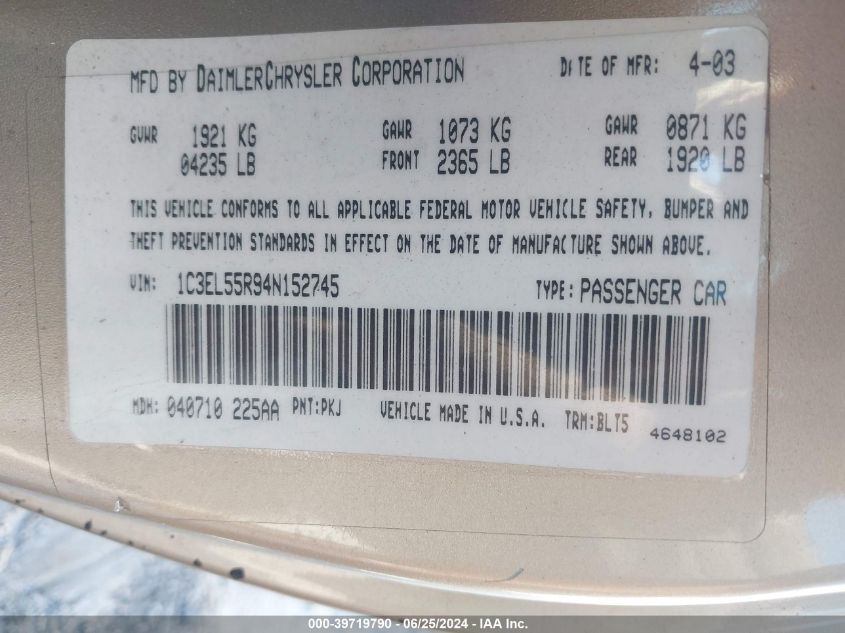 MFD BY DAIMLERCHRYSLER CORPORATION DATE OF MFR: 4-03
GVWR 1921 KG GAWR 1073 KG GAWR 0871 KG
04235 LB FRONT 2365 LB REAR 1920 LB
THIS VEHICLE CONFORMS TO ALL APPLICABLE FEDERAL MOTOR VEHICLE SAFETY, BUMPER AND
THEFT PREVENTION STANDARDS IN EFFECT ON THE DATE OF MANUFACTURE SHOWN ABOVE.
VIN: 1C3EL55R94N152745 TYPE: PASSENGER CAR
MDH: 040710 225AA PNT:PKJ VEHICLE MADE IN U.S.A. TRM:BLT5 4648102
000-39719790 - 06/25/2024 - IAA Inc.